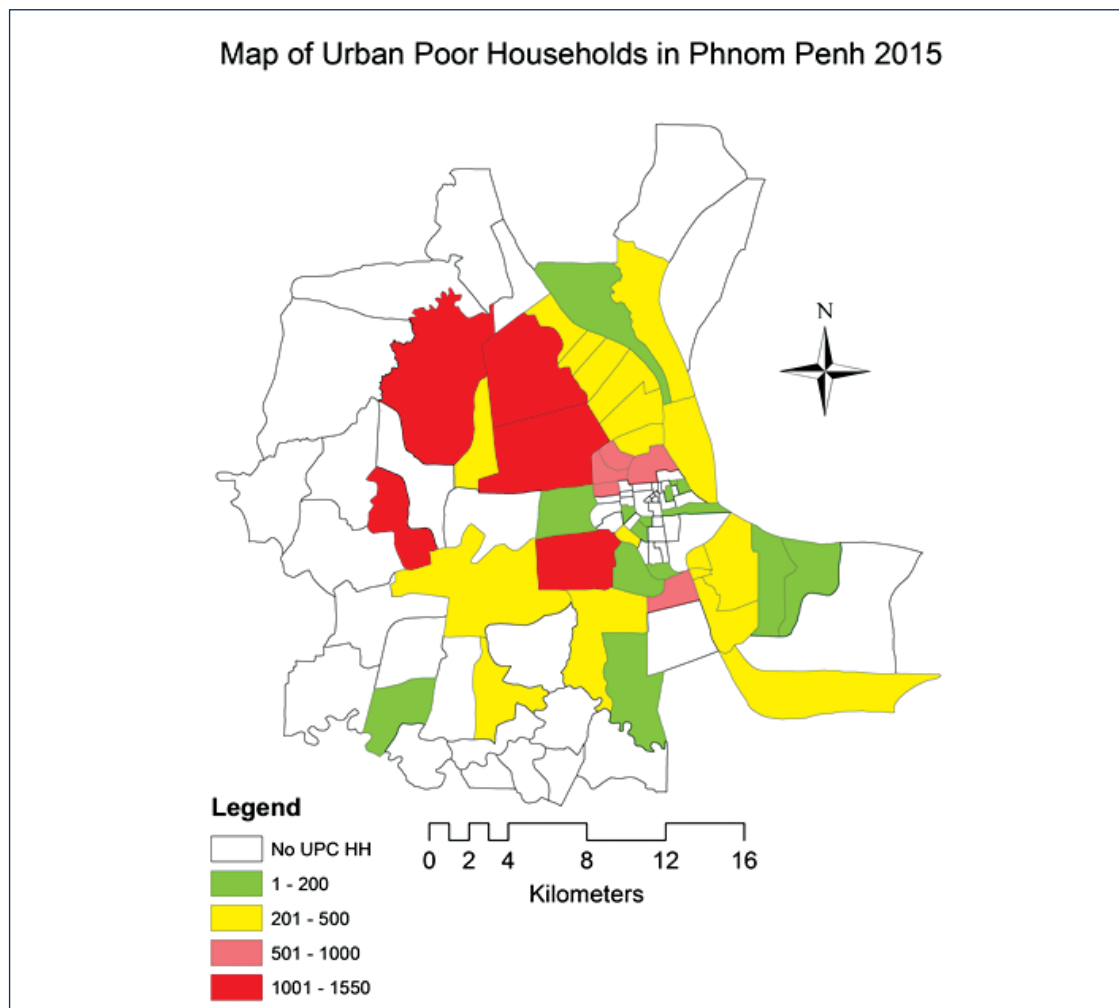 Map of Urban Poor Households in Phnom Penh 2015
N
Legend
No UPC HH
1 - 200
201 - 500
501 - 1000
1001 - 1550
0 2 4 8 12 16
Kilometers